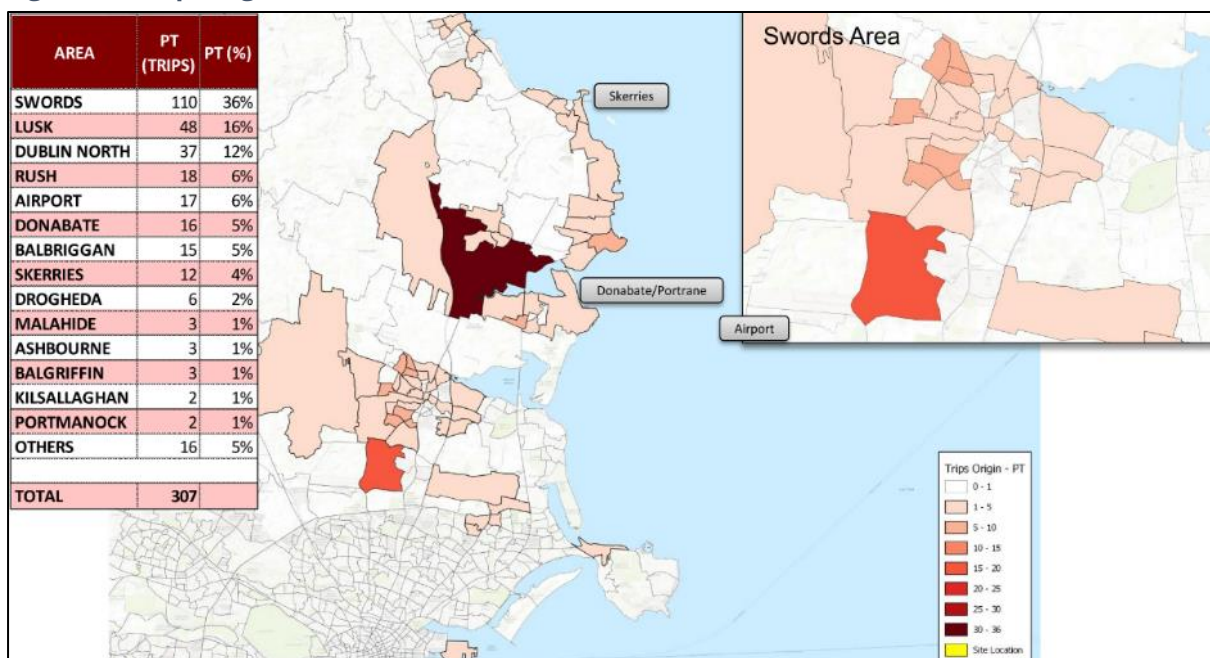 AREA PT (TRIPS) PT (%)
SWORDS 110 36%
LUSK 48 16%
DUBLIN NORTH 37 12%
RUSH 18 6%
AIRPORT 17 6%
DONABATE 16 5%
BALBRIGGAN 15 5%
SKERRIES 12 4%
DROGHEDA 6 2%
MALAHIDE 3 1%
ASHBOURNE 3 1%
BALGRIFFIN 3 1%
KILSALLAGHAN 2 1%
PORTMANOCK 2 1%
OTHERS 16 5%
TOTAL 307
Skerries
Donabate/Portrane
Swords Area
Airport
Trips Origin - PT
0 - 1
1 - 5
5 - 10
10 - 15
15 - 20
20 - 25
25 - 30
30 - 36
Site Location